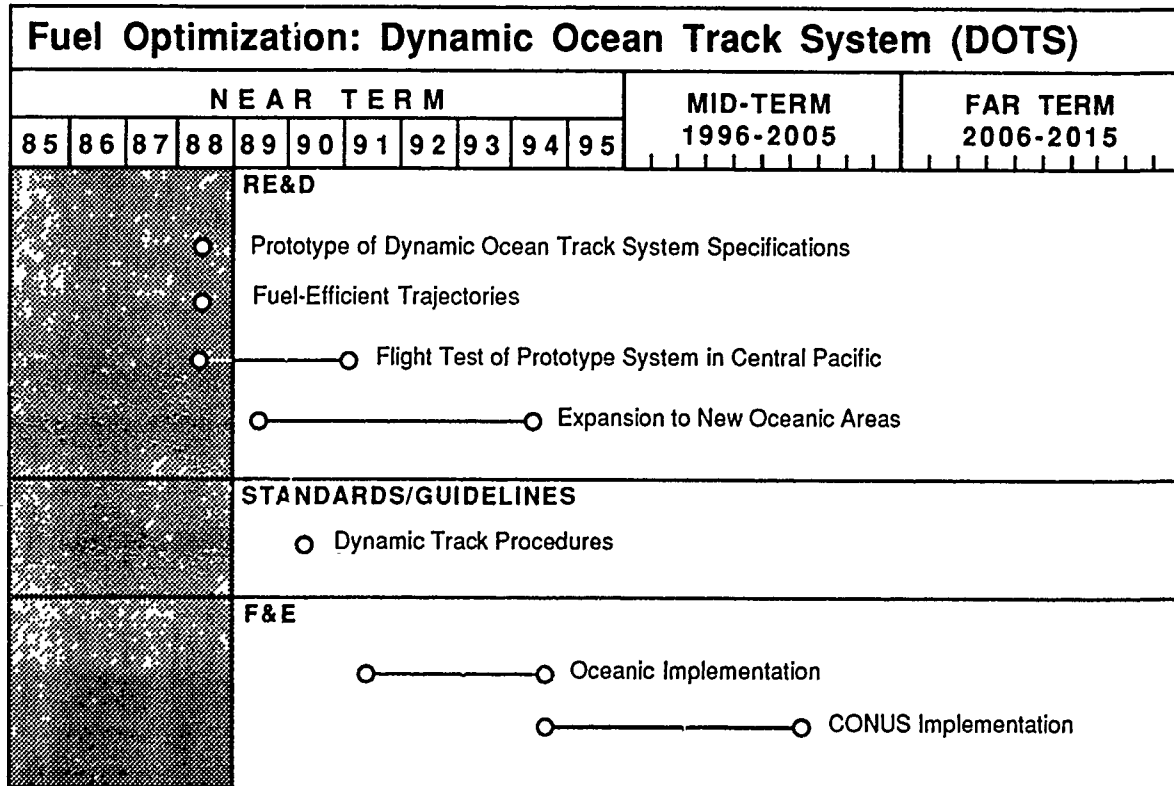 Fuel Optimization: Dynamic Ocean Track System (DOTS)
NEAR TERM
MID-TERM
1996-2005
FAR TERM
2006-2015
85 86 87 88 89 90 91 92 93 94 95
RE&D
Prototype of Dynamic Ocean Track System Specifications
Fuel-Efficient Trajectories
Flight Test of Prototype System in Central Pacific
Expansion to New Oceanic Areas
STANDARDS/GUIDELINES
Dynamic Track Procedures
F&E
Oceanic Implementation
CONUS Implementation